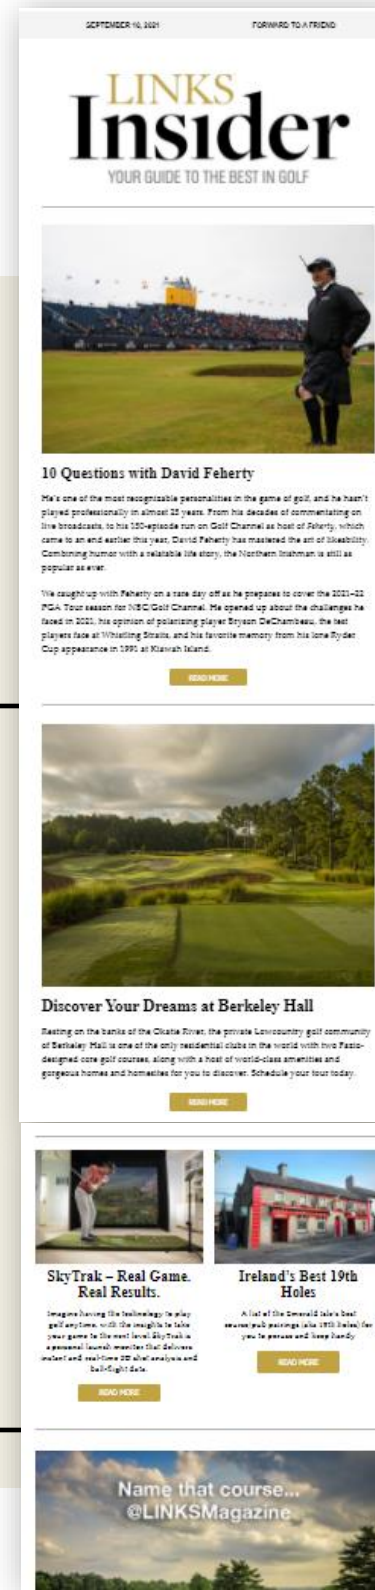 SEPTEMBER 10, 2021 FORWARD TO A FRIEND
LINKS
Insider
YOUR GUIDE TO THE BEST IN GOLF
10 Questions with David Feherty
He's one of the most recognizable personalities in the game of golf, and he hasn't
played professionally in almost 25 years. From his decades of commentating on
live broadcasts, to his 150-episode run on Golf Channel as host of Feherty, which
came to an end earlier this year, David Feherty has mastered the art of likeability.
Combining humor with a relatable life story, the Northern Irishman is still as
popular as ever.
We caught up with Feherty on a rare day off as he prepares to cover the 2021–22
PGA Tour season for NBC/Golf Channel. He opened up about the challenges he
faced in 2021, his opinion of polarizing player Bryson DeChambeau, the test
players face at Whistling Straits, and his favorite memory from his lone Ryder
Cup appearance in 1991 at Kiawah Island.
READ MORE
Discover Your Dreams at Berkeley Hall
Resting on the banks of the Okatie River, the private Lowcountry golf community
of Berkeley Hall is one of the only residential clubs in the world with two Fazio-
designed core golf courses, along with a host of world-class amenities and
gorgeous homes and homesites for you to discover. Schedule your tour today.
READ MORE
SkyTrak – Real Game.
Real Results.
Imagine having the technology to play
golf anytime, with the insights to take
your game to the next level. SkyTrak is
a personal launch monitor that delivers
instant and real-time 3D shot analysis and
ball-flight data.
READ MORE
Ireland's Best 19th
Holes
A list of the Emerald Isle's best
course/pub pairings (aka 19th holes) for
you to peruse and keep handy
READ MORE
Name that course...
@LINKSMagazine